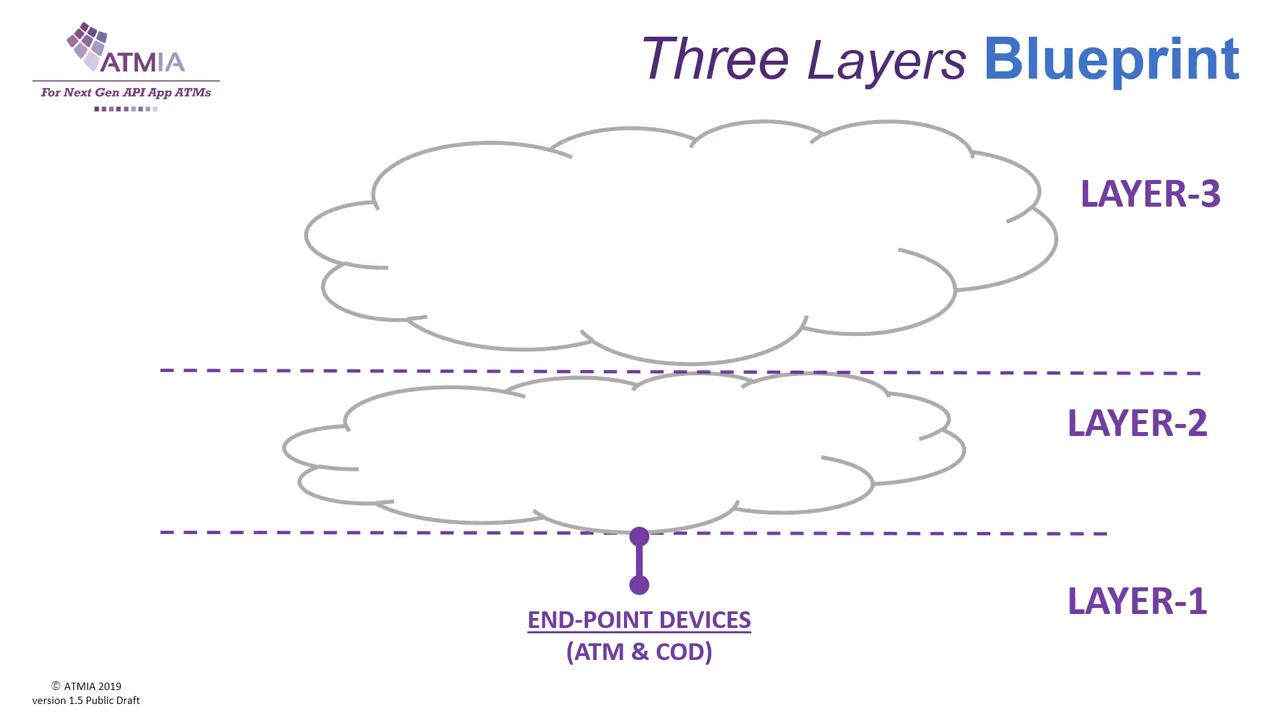 ATMIA
For Next Gen API App ATMs
Three Layers Blueprint
LAYER-3
LAYER-2
LAYER-1
END-POINT DEVICES
(ATM & COD)
© ATMIA 2019
version 1.5 Public Draft